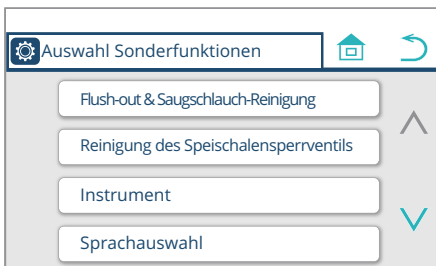 Auswahl Sonderfunktionen
Flush-out & Saugschlauch-Reinigung
Reinigung des Speischalensperrventils
Instrument
Sprachauswahl